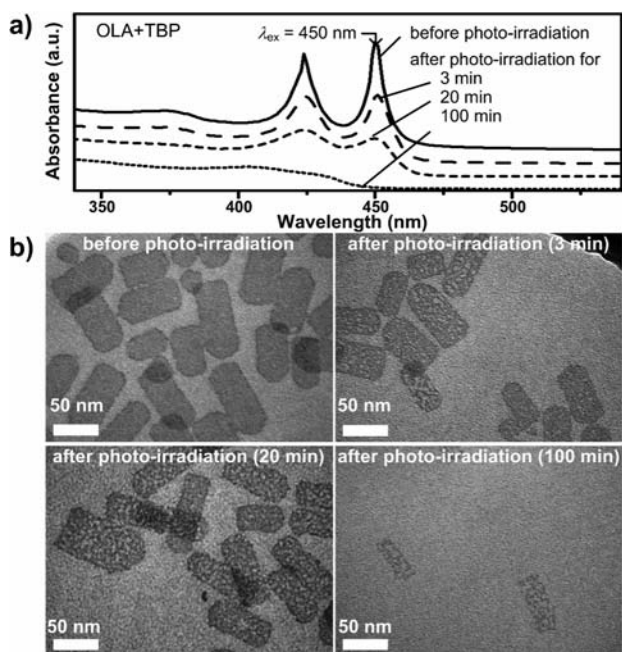 a)
OLA+TBP
λex = 450 nm
before photo-irradiation
after photo-irradiation for
3 min
20 min
100 min
Absorbance (a.u.)
350
400
450
500
Wavelength (nm)
b)
before photo-irradiation
after photo-irradiation (3 min)
50 nm
50 nm
after photo-irradiation (20 min)
after photo-irradiation (100 min)
50 nm
50 nm